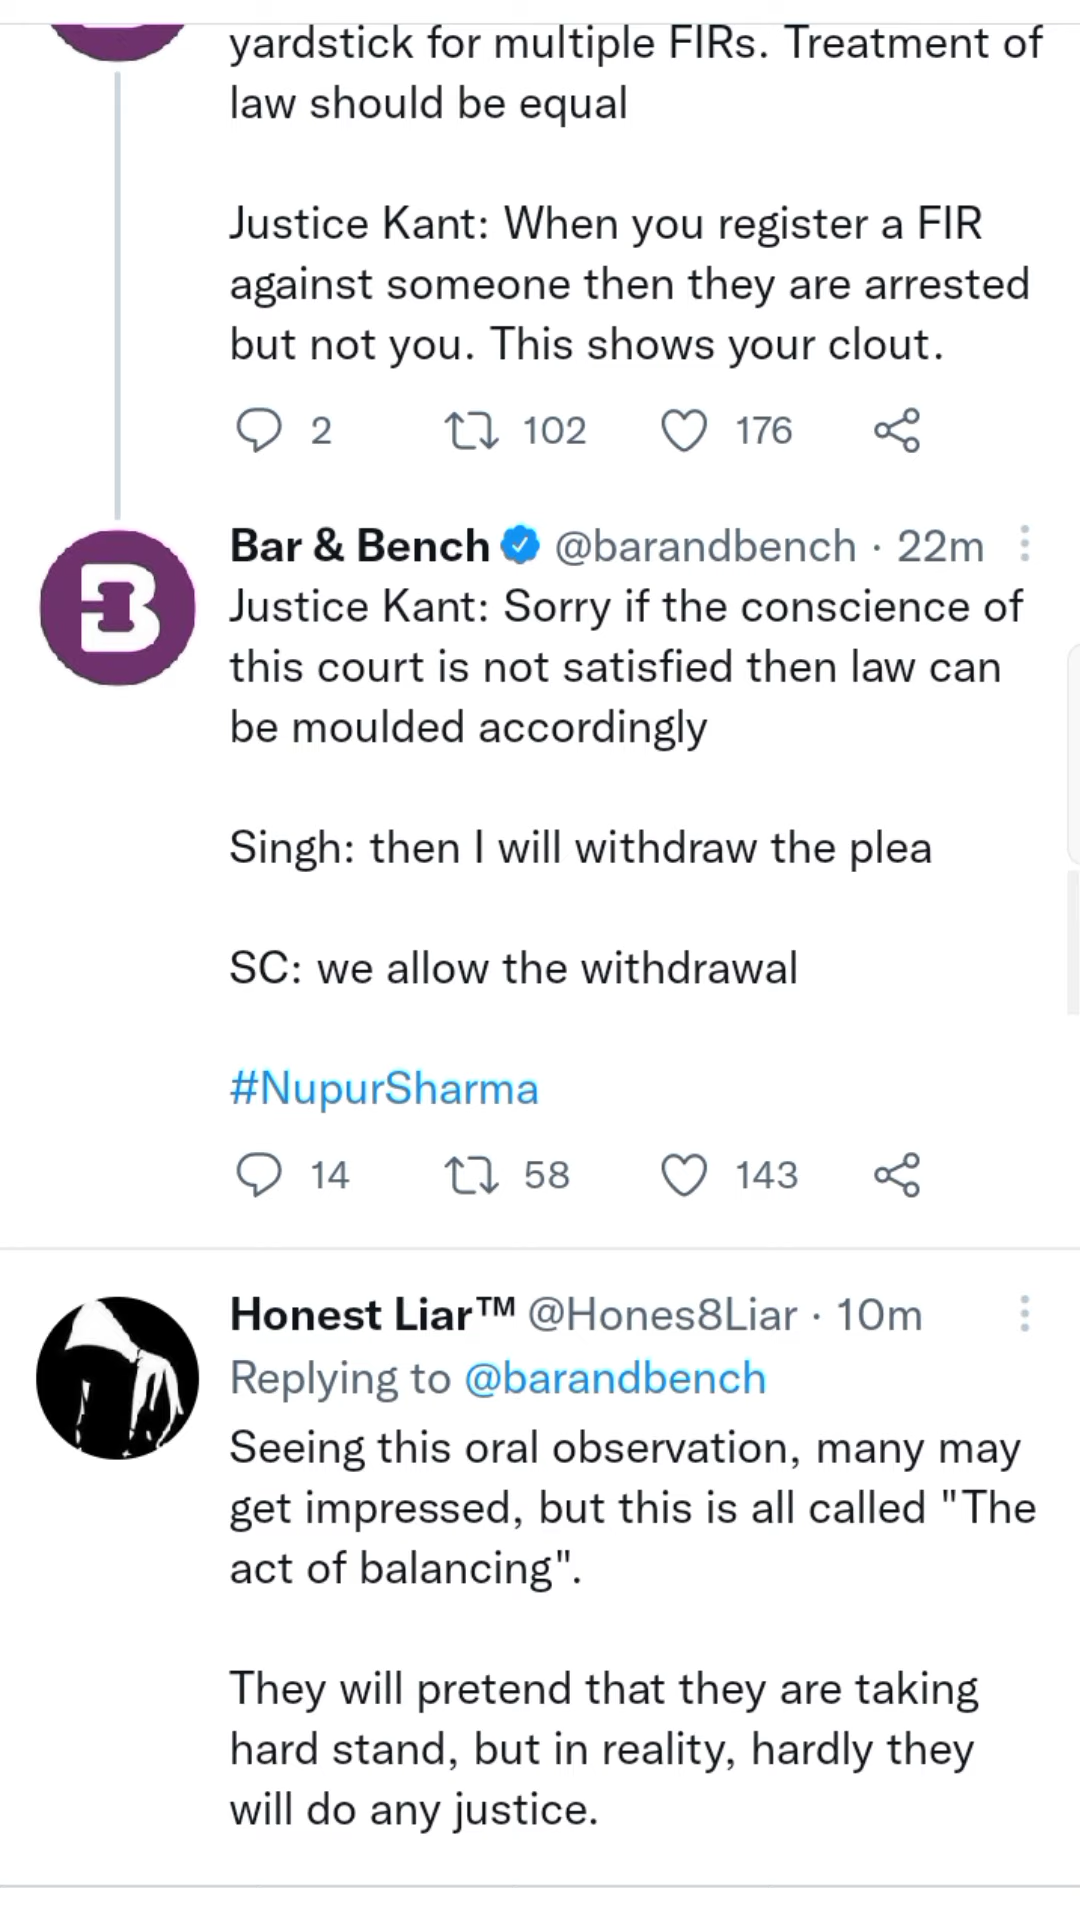 yardstick for multiple FIRs. Treatment of
law should be equal
Justice Kant: When you register a FIR
against someone then they are arrested
but not you. This shows your clout.
2 102 176
Bar & Bench @barandbench · 22m
Justice Kant: Sorry if the conscience of
this court is not satisfied then law can
be moulded accordingly
Singh: then I will withdraw the plea
SC: we allow the withdrawal
#NupurSharma
14 58 143
Honest Liar™ @Hones8Liar · 10m
Replying to @barandbench
Seeing this oral observation, many may
get impressed, but this is all called "The
act of balancing".
They will pretend that they are taking
hard stand, but in reality, hardly they
will do any justice.